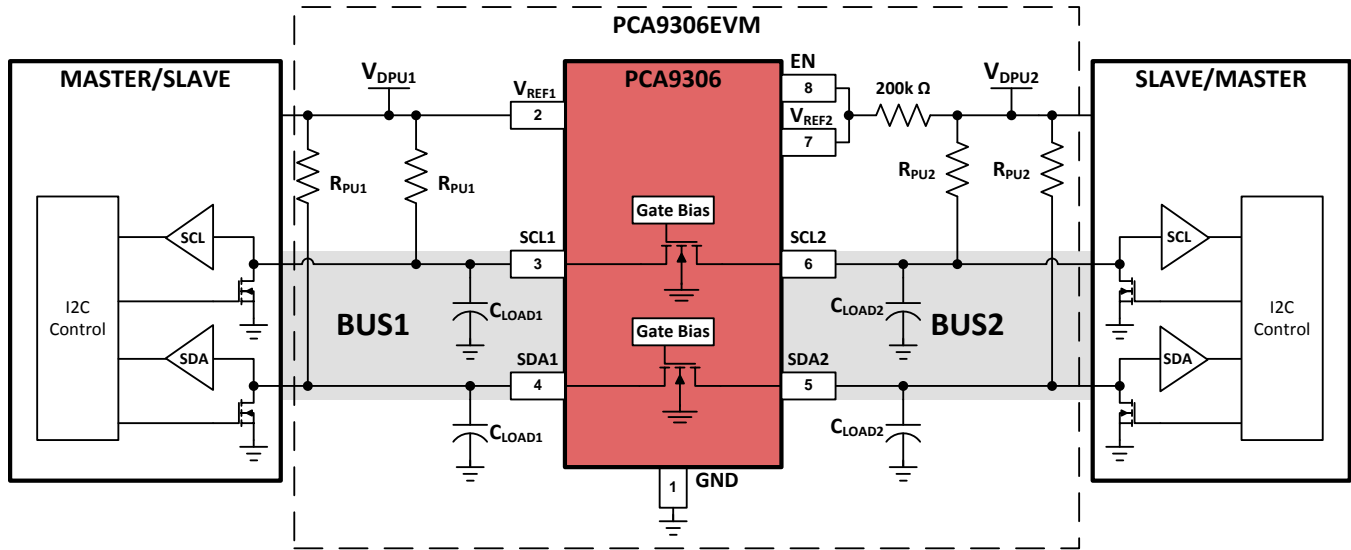 PCA9306EVM
MASTER/SLAVE
VDPU1
VREF1
2
PCA9306
EN
8
VREF2
7
200k Ω
VDPU2
SLAVE/MASTER
RPU1
RPU1
RPU2
RPU2
Gate Bias
SCL
SCL1
3
SCL2
6
SCL
I2C
Control
BUS1
CLOAD1
CLOAD2
BUS2
I2C
Control
Gate Bias
SDA
SDA1
4
SDA2
5
SDA
CLOAD1
CLOAD2
1
GND